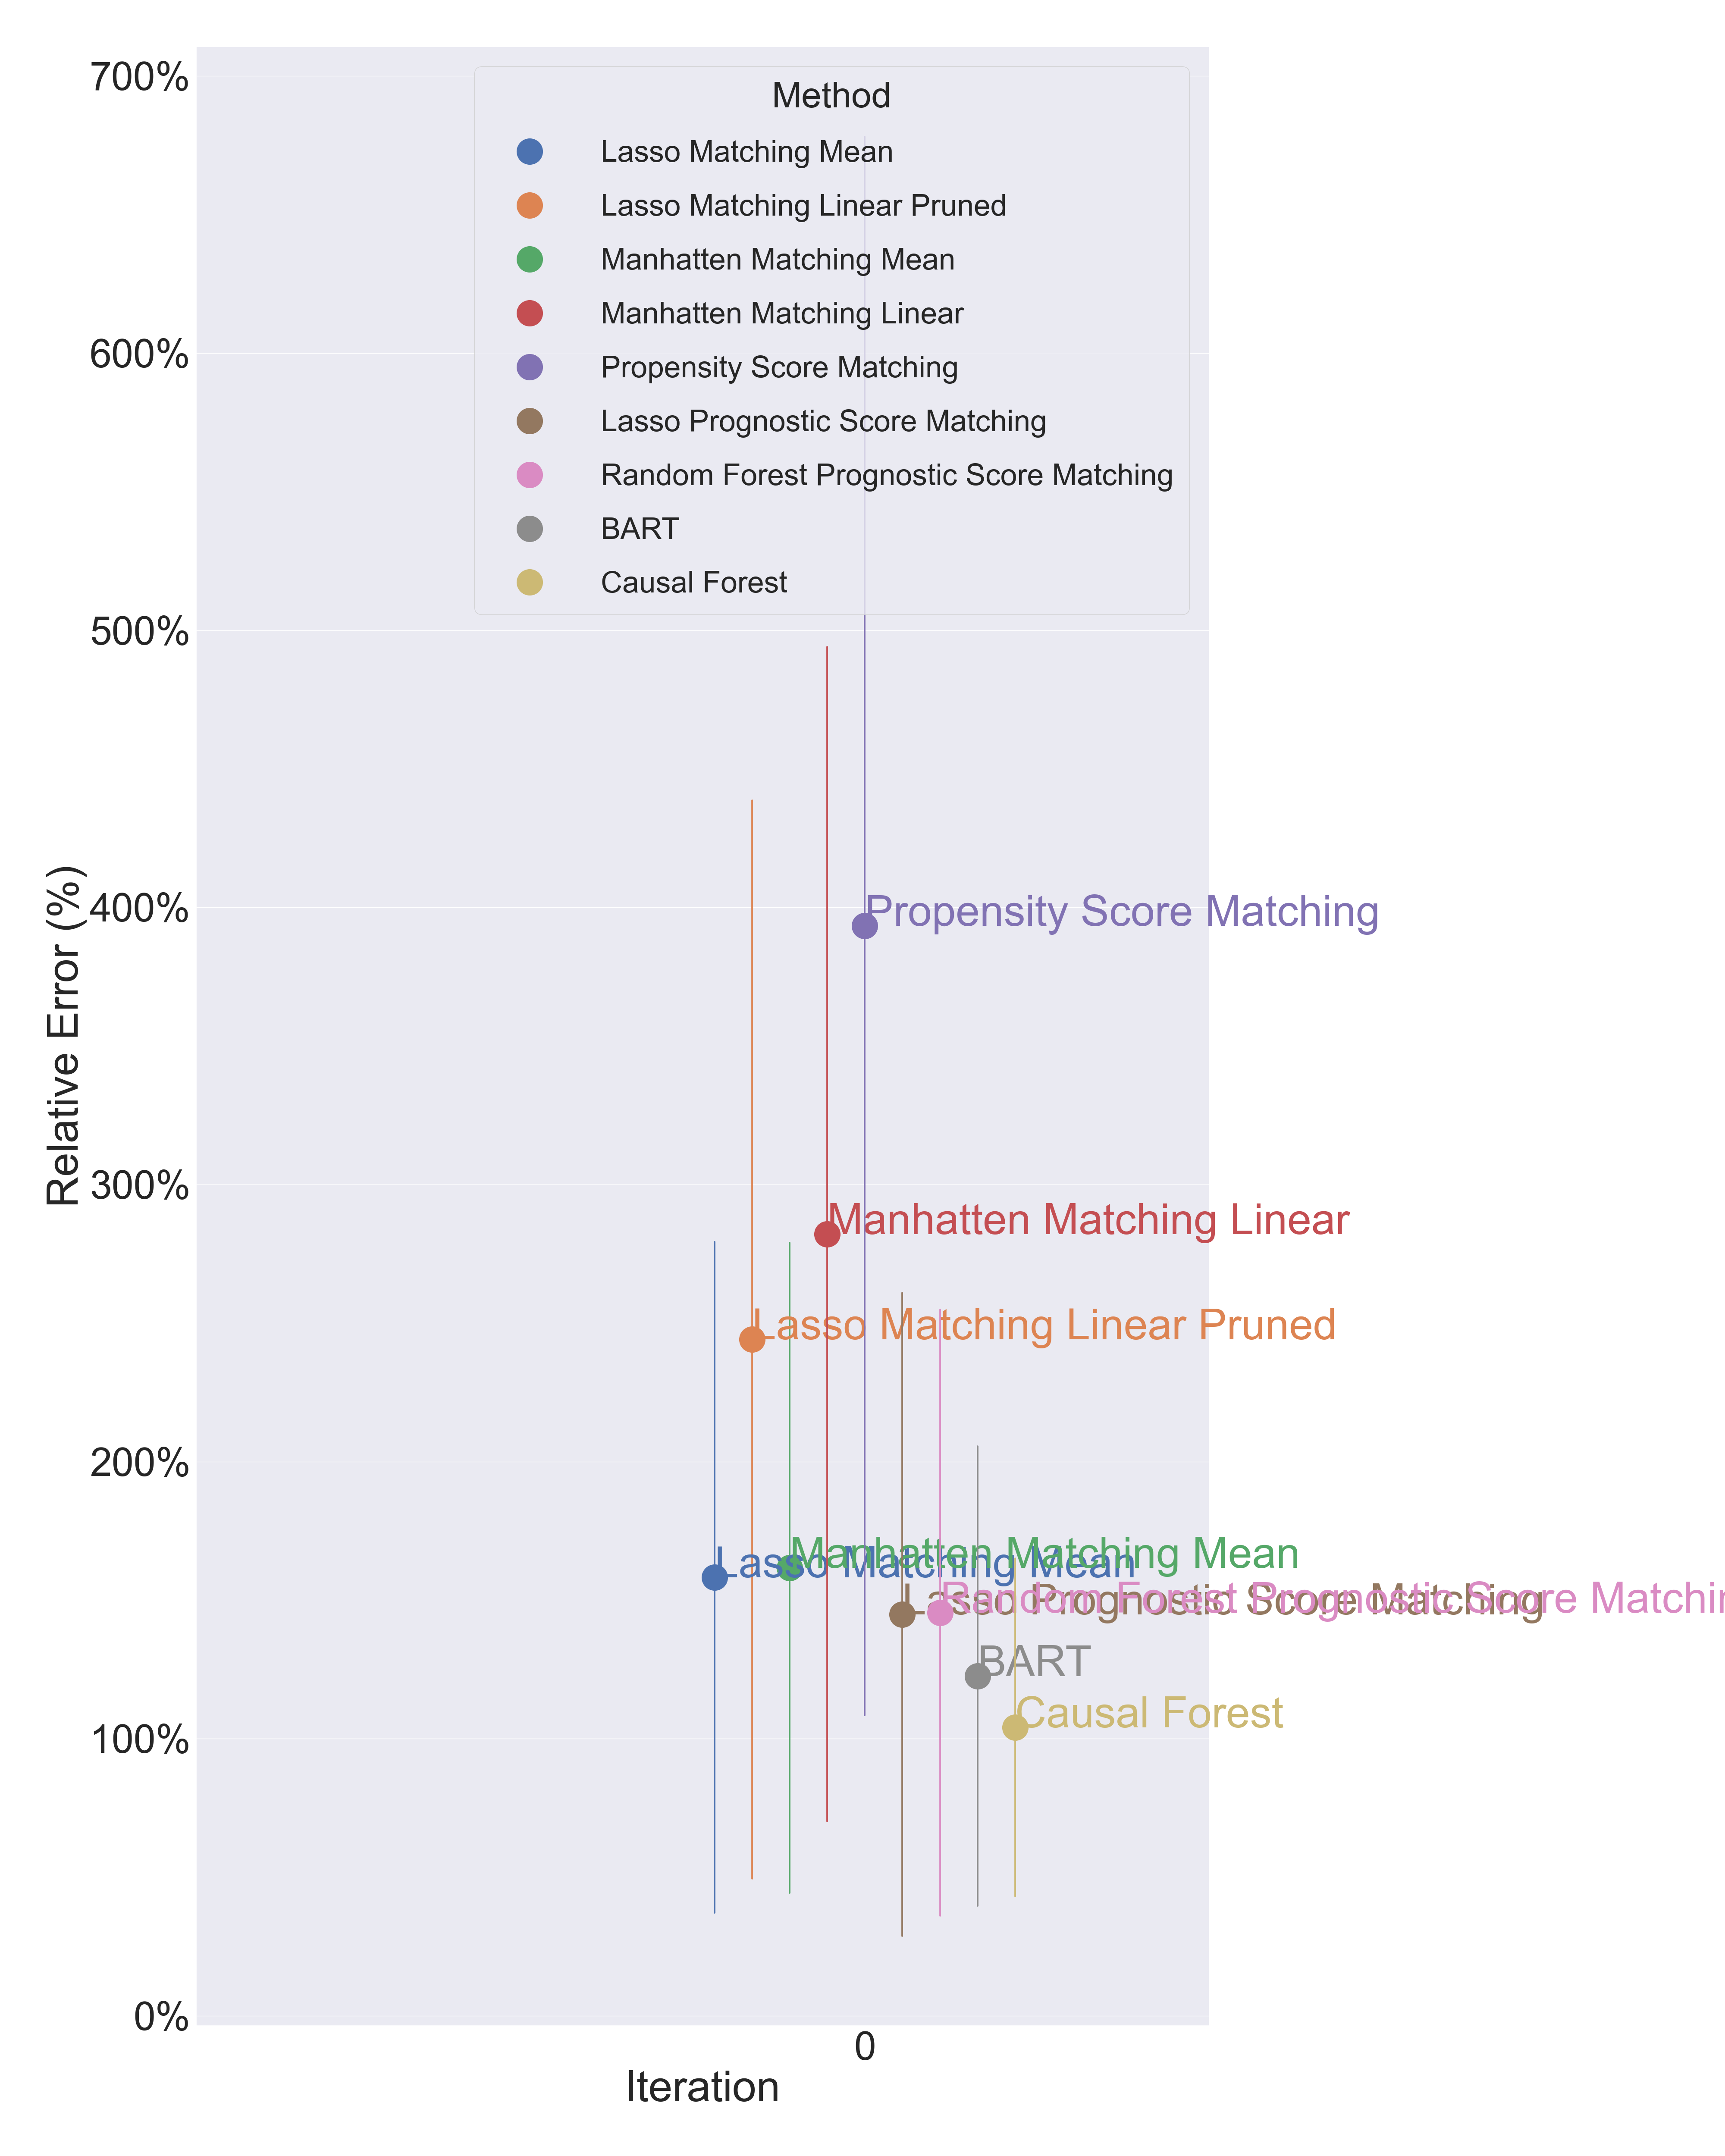 700%
600%
500%
400%
300%
200%
100%
0%
Relative Error (%)
Method
Lasso Matching Mean
Lasso Matching Linear Pruned
Manhatten Matching Mean
Manhatten Matching Linear
Propensity Score Matching
Lasso Prognostic Score Matching
Random Forest Prognostic Score Matching
BART
Causal Forest
Propensity Score Matching
Manhatten Matching Linear
Lasso Matching Linear Pruned
Manhatten Matching Mean
Lasso Matching Mean
Random Forest Prognostic Score Matchin
Lasso Prognostic Score Matching
BART
Causal Forest
0
Iteration